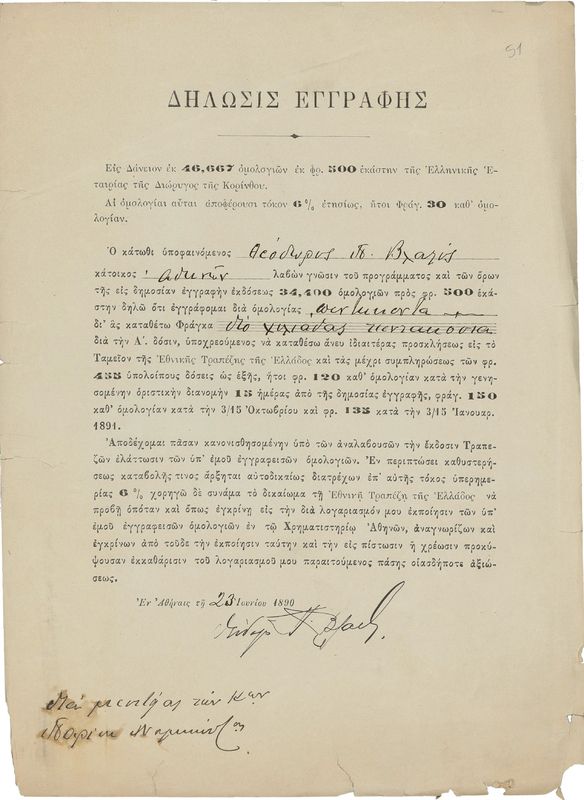 51
ΔΗΛΩΣΙΣ ΕΓΓΡΑΦΗΣ
Εἰς Δάνειον ἐκ 46,667 ὁμολογιῶν ἐκ φρ. 500 ἑκάστην τῆς Ἑλληνικῆς Ἑ-
ταιρίας τῆς Διώρυγος τῆς Κορίνθου.
Αἱ ὁμολογίαι αὗται ἀποφέρουσι τόκον 6 % ἐτησίως, ἤτοι Φράγ. 30 καθ' ὁμο-
λογίαν.
Ὁ κάτωθι ὑποφαινόμενος Θεόδωρος Π.
κάτοικος Ἀθηνῶν λαβὼν γνῶσιν τοῦ προγράμματος καὶ τῶν ὅρων
τῆς εἰς δημοσίαν ἐγγραφὴν ἐκδόσεως 34,400 ὁμολογιῶν πρὸς φρ. 500 ἑκά-
στην δηλῶ ὅτι ἐγγράφομαι διὰ ὁμολογίας πεντήκοντα
δι' ἃς καταθέτω Φράγκα δύο χιλιάδας πεντακόσια
διὰ τὴν Α΄. δόσιν, ὑποχρεούμενος νὰ καταθέσω ἄνευ ἰδιαιτέρας προσκλήσεως εἰς τὸ
Ταμεῖον τῆς Ἐθνικῆς Τραπέζης τῆς Ἑλλάδος καὶ τὰς μέχρι συμπληρώσεως τῶν φρ.
455 ὑπολοίπους δόσεις ὡς ἑξῆς, ἤτοι φρ. 120 καθ' ὁμολογίαν κατὰ τὴν γενη-
σομένην ὁριστικὴν διανομὴν 15 ἡμέρας ἀπὸ τῆς δημοσίας ἐγγραφῆς, φράγ. 150
καθ' ὁμολογίαν κατὰ τὴν 3/15 Ὀκτωβρίου καὶ φρ. 135 κατὰ τὴν 3/15 Ἰανουαρ.
1891.
Ἀποδέχομαι πᾶσαν κανονισθησομένην ὑπὸ τῶν ἐναλαβουσῶν τὴν ἔκδοσιν Τραπε-
ζῶν ἐλάττωσιν τῶν ὑπ' ἐμοῦ ἐγγραφεισῶν ὁμολογιῶν. Ἐν περιπτώσει καθυστερή-
σεως καταβολῆς τινος ἄρξηται αὐτοδικαίως διατρέχων ἐπ' αὐτῆς τόκος ὑπερημε-
ρίας 6 % χορηγῶ δὲ συνάμα τὸ δικαίωμα τῇ Ἐθνικῇ Τραπέζῃ τῆς Ἑλλάδος νὰ
προβῇ ὁπόταν καὶ ὅπως ἐγκρίνῃ εἰς τὴν διὰ λογαριασμόν μου ἐκποίησιν τῶν ὑπ'
ἐμοῦ ἐγγραφεισῶν ὁμολογιῶν ἐν τῷ Χρηματιστηρίῳ Ἀθηνῶν, ἀναγνωρίζων καὶ
ἐγκρίνων ἀπὸ τοῦδε τὴν ἐκποίησιν ταύτην καὶ τὴν εἰς πίστωσιν ἢ χρέωσιν προκύ-
ψουσαν ἐκκαθάρισιν τοῦ λογαριασμοῦ μου παραιτούμενος πάσης οἱασδήποτε ἀξιώ-
σεως.
Ἐν Ἀθήναις τῇ 23 Ἰουνίου 1890
Θεόδωρ Π.
τῶν Κων